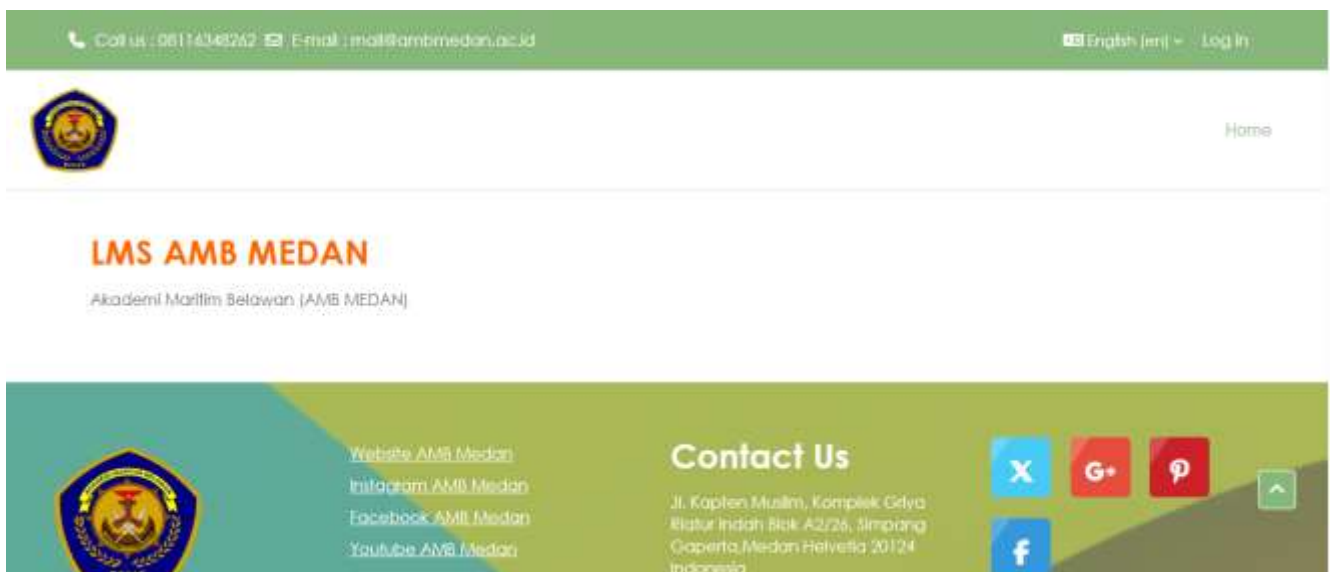 Call us : 08116348262 E-mail : mail@ambmedan.ac.id
English (en) Log in
Home
LMS AMB MEDAN
Akademi Maritim Belawan (AMB MEDAN)
Website AMB Medan
Instagram AMB Medan
Facebook AMB Medan
Youtube AMB Medan
Contact Us
Jl. Kapten Muslim, Komplek Griya
Riatur Indah Blok A2/26, Simpang
Gaperta,Medan Helvetia 20124
Indonesia
X
G+
f